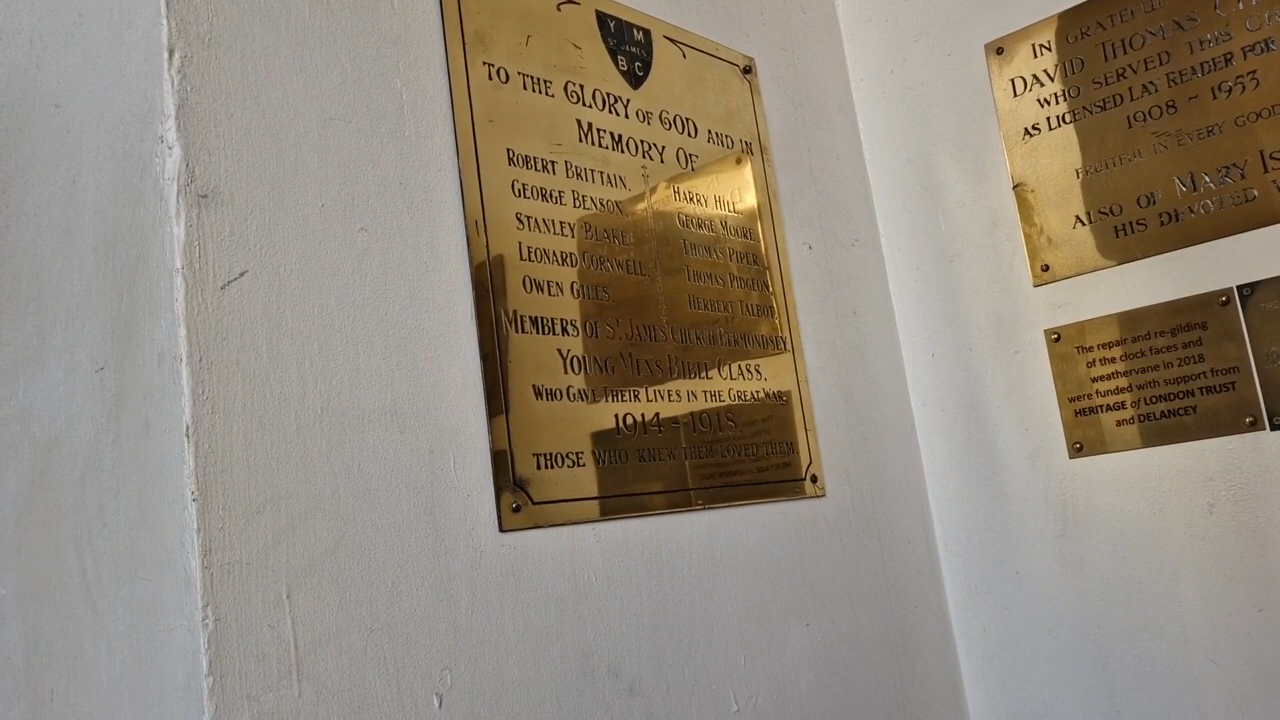 Y M
ST JAMES
B C
TO THE GLORY OF GOD AND IN
MEMORY OF
ROBERT BRITTAIN,
GEORGE BENSON,
STANLEY BLAKE,
LEONARD CORNWELL,
OWEN GILES,
HARRY HILL,
GEORGE MOORE,
THOMAS PIPER,
THOMAS PIDGEON,
HERBERT TALBOT,
MEMBERS OF ST JAMES CHURCH BERMONDSEY,
YOUNG MENS BIBLE CLASS,
WHO GAVE THEIR LIVES IN THE GREAT WAR,
1914 - 1918.
THOSE WHO KNEW THEM LOVED THEM.
IN GRATEFUL
DAVID THOMAS
WHO SERVED THIS
AS LICENSED LAY READER FOR
1908 ~ 1953
FRUITFUL IN EVERY GOOD
ALSO OF MARY
HIS DEVOTED
The repair and re-gilding
of the clock faces and
weathervane in 2018
were funded with support from
HERITAGE of LONDON TRUST
and DELANCEY